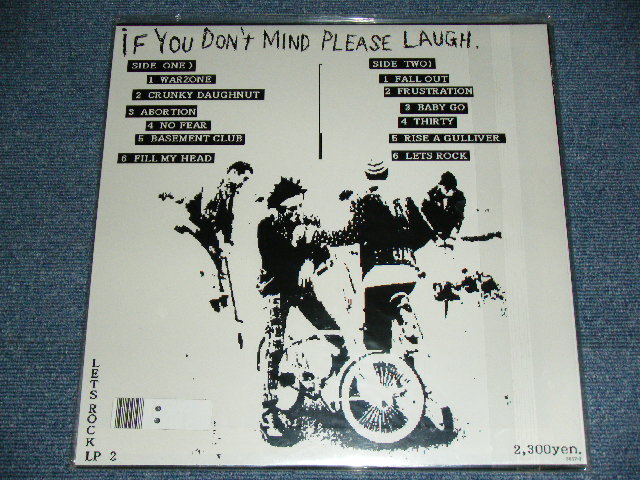 iF YOU DON'T MIND PLEASE LAUGH.
SIDE ONE)
1 WARZONE
2 CRUNKY DAUGHNUT
3 ABORTION
4 NO FEAR
5 BASEMENT CLUB
6 FILL MY HEAD
SIDE TWO)
1 FALL OUT
2 FRUSTRATION
3 BABY GO
4 THIRTY
5 RISE A GULLIVER
6 LETS ROCK
LETS ROCK
LP 2
2,300yen.